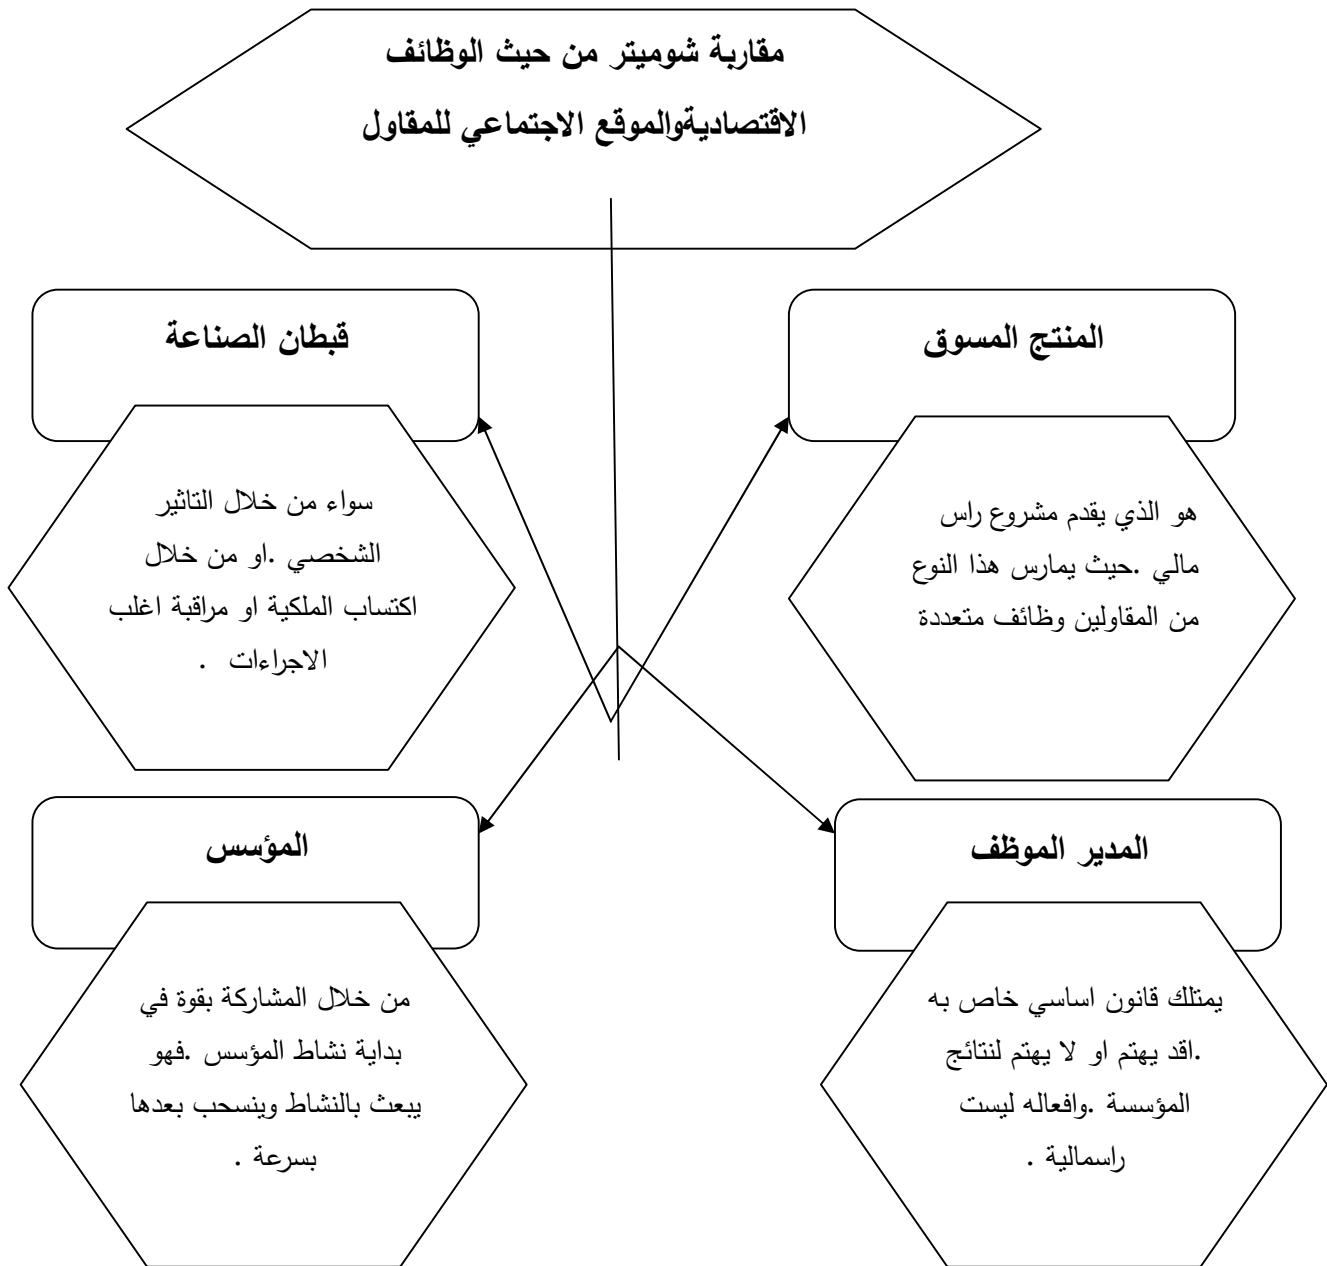 مقاربة شوميتر من حيث الوظائف
الاقتصاديةوالموقع الاجتماعي للمقاول
المنتج المسوق
هو الذي يقدم مشروع راس
مالي .حيث يمارس هذا النوع
من المقاولين وظائف متعددة
قبطان الصناعة
سواء من خلال التاثير
الشخصي .او من خلال
اكتساب الملكية او مراقبة اغلب
الاجراءات .
المدير الموظف
يمتلك قانون اساسي خاص به
.اقد يهتم او لا يهتم لنتائج
المؤسسة .وافعاله ليست
راسمالية .
المؤسس
من خلال المشاركة بقوة في
بداية نشاط المؤسس .فهو
يبعث بالنشاط وينسحب بعدها
بسرعة .